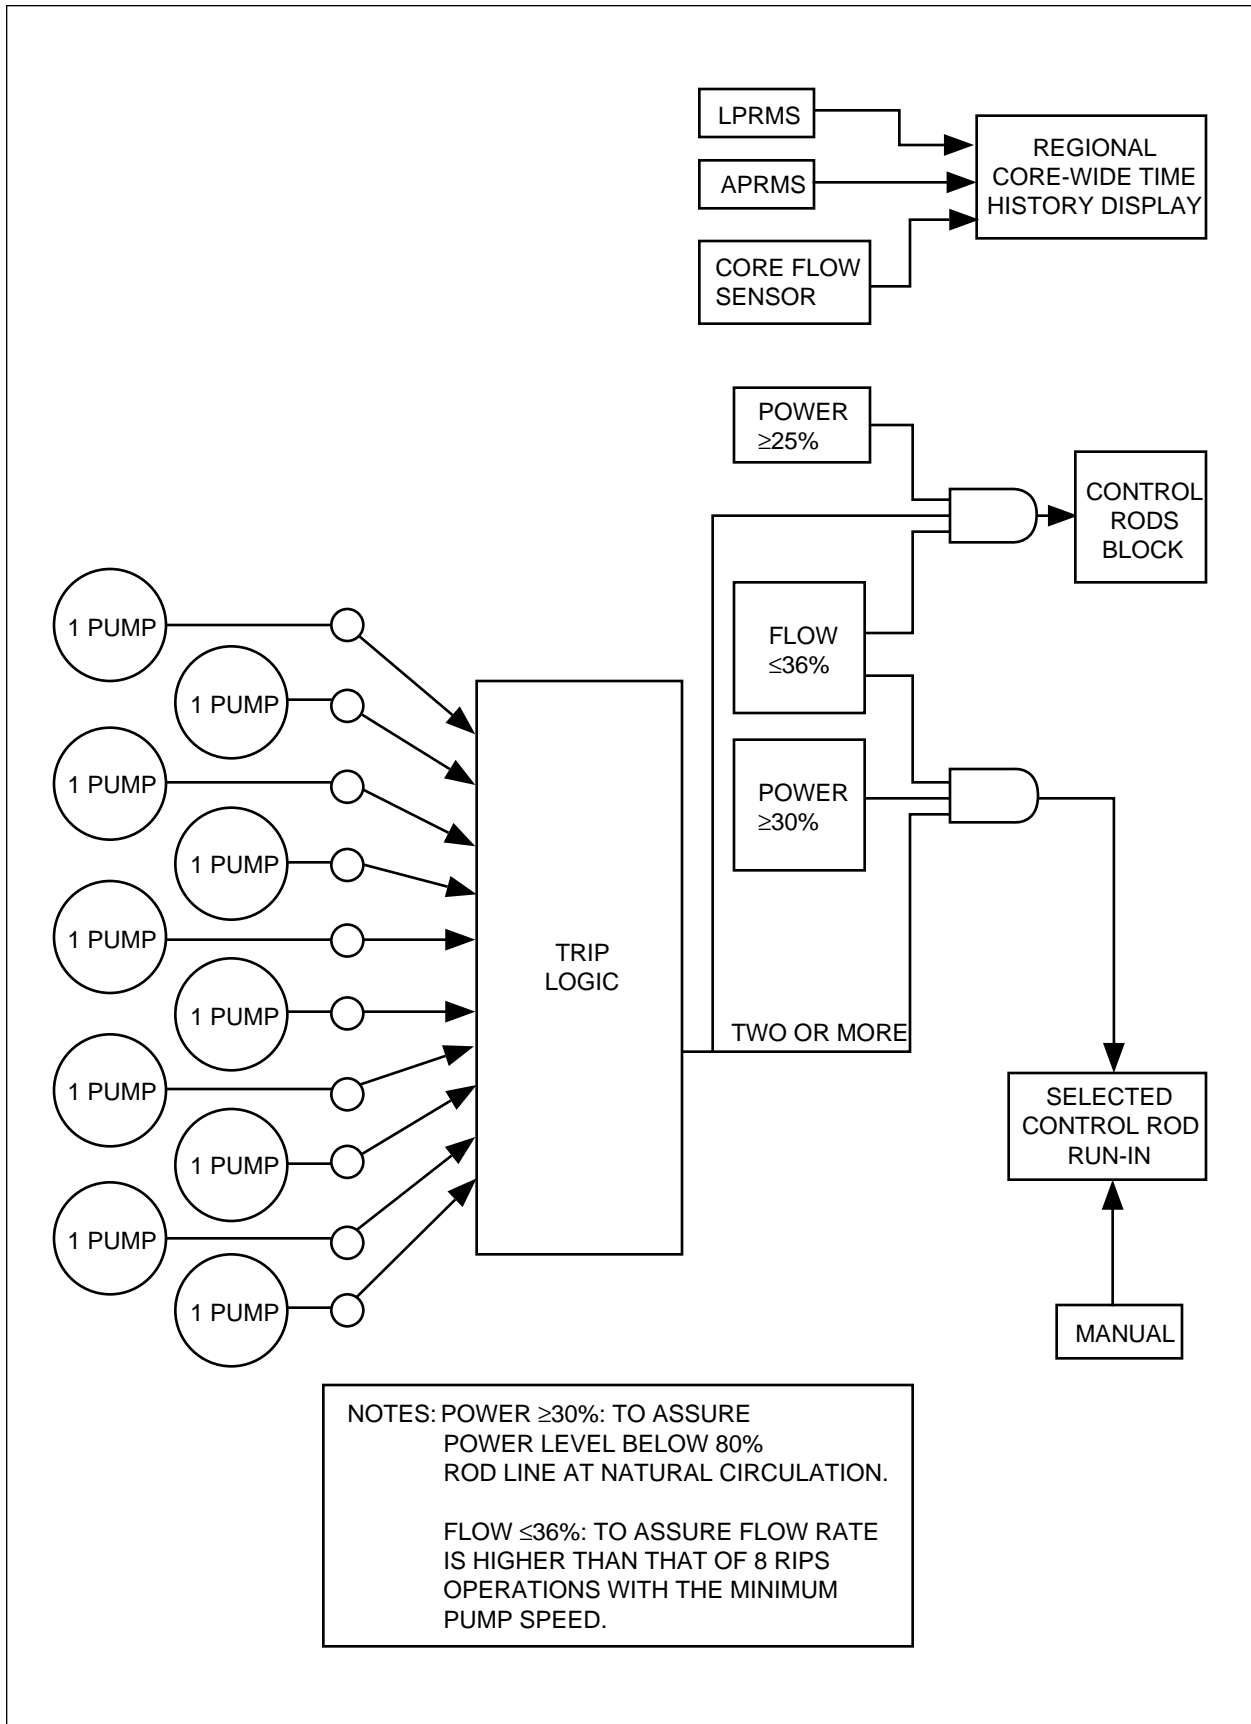 LPRMS
REGIONAL
CORE-WIDE TIME
HISTORY DISPLAY
APRMS
CORE FLOW
SENSOR
POWER
≥25%
CONTROL
RODS
BLOCK
FLOW
≤36%
POWER
≥30%
1 PUMP
1 PUMP
1 PUMP
1 PUMP
1 PUMP
1 PUMP
1 PUMP
1 PUMP
1 PUMP
1 PUMP
TRIP
LOGIC
TWO OR MORE
SELECTED
CONTROL ROD
RUN-IN
MANUAL
NOTES: POWER ≥30%: TO ASSURE
POWER LEVEL BELOW 80%
ROD LINE AT NATURAL CIRCULATION.
FLOW ≤36%: TO ASSURE FLOW RATE
IS HIGHER THAN THAT OF 8 RIPS
OPERATIONS WITH THE MINIMUM
PUMP SPEED.